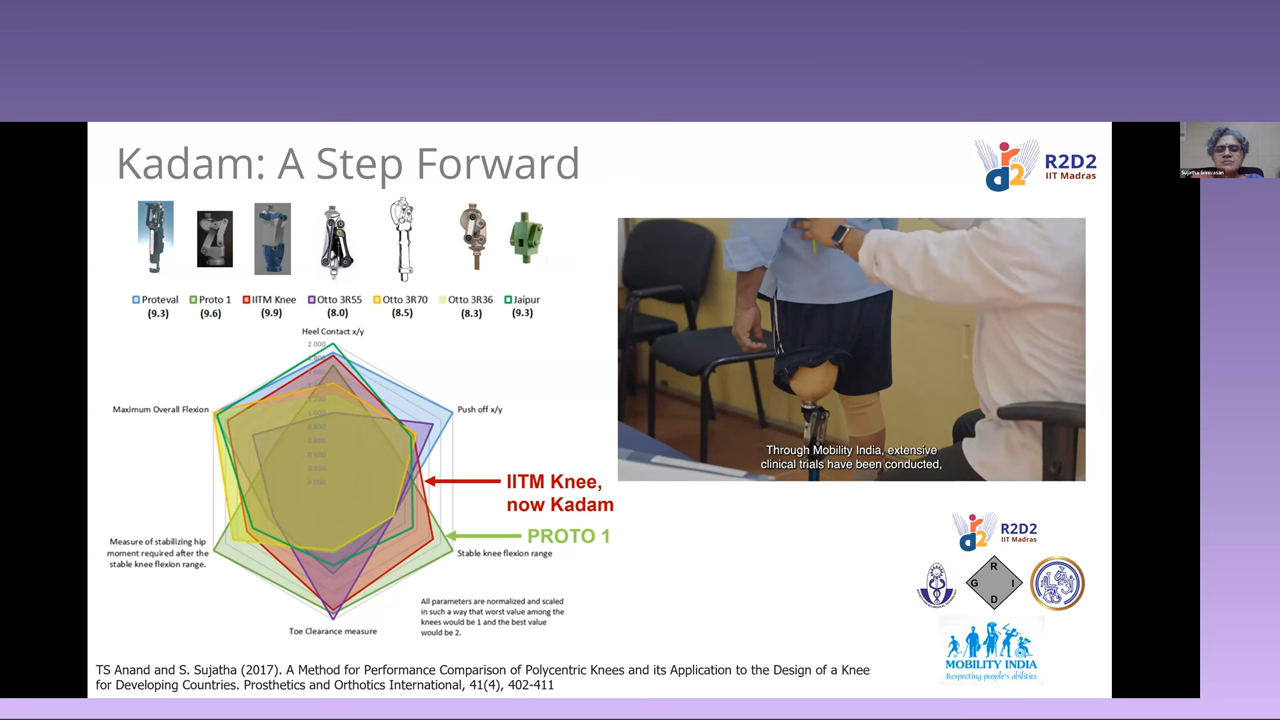 Kadam: A Step Forward
R2D2
IIT Madras
Sujatha Srinivasan
Proteval
(9.3)
Proto 1
(9.6)
IITM Knee
(9.9)
Otto 3R55
(8.0)
Otto 3R70
(8.5)
Otto 3R36
(8.3)
Jaipur
(9.3)
Heel Contact x/y
2.000
1.000
Maximum Overall Flexion
Push off x/y
IITM Knee,
now Kadam
PROTO 1
Measure of stabilizing hip
moment required after the
stable knee flexion range.
Stable knee flexion range
Toe Clearance measure
All parameters are normalized and scaled
in such a way that worst value among the
knees would be 1 and the best value
would be 2.
Through Mobility India, extensive
clinical trials have been conducted,
R2D2
IIT Madras
R
G I
D
MOBILITY INDIA
Respecting people's abilities
TS Anand and S. Sujatha (2017). A Method for Performance Comparison of Polycentric Knees and its Application to the Design of a Knee
for Developing Countries. Prosthetics and Orthotics International, 41(4), 402-411